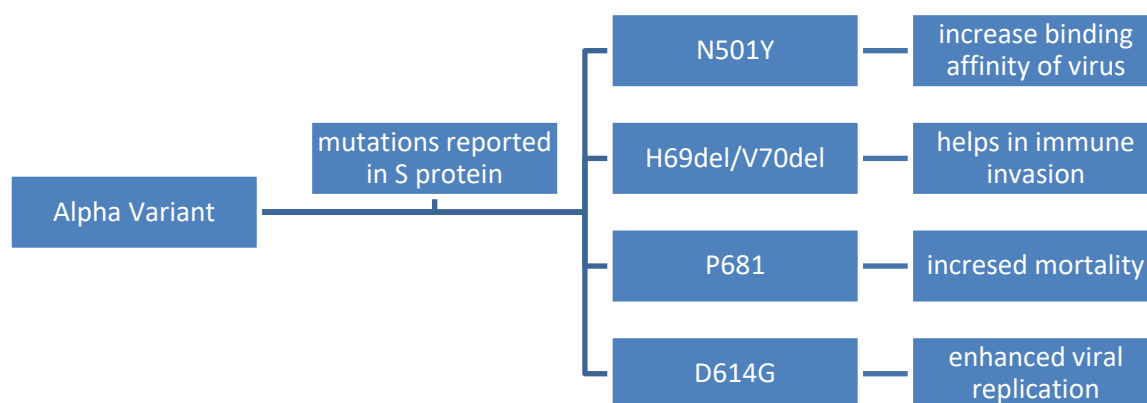 Alpha Variant
mutations reported
in S protein
N501Y
increase binding
affinity of virus
H69del/V70del
helps in immune
invasion
P681
incresed mortality
D614G
enhanced viral
replication